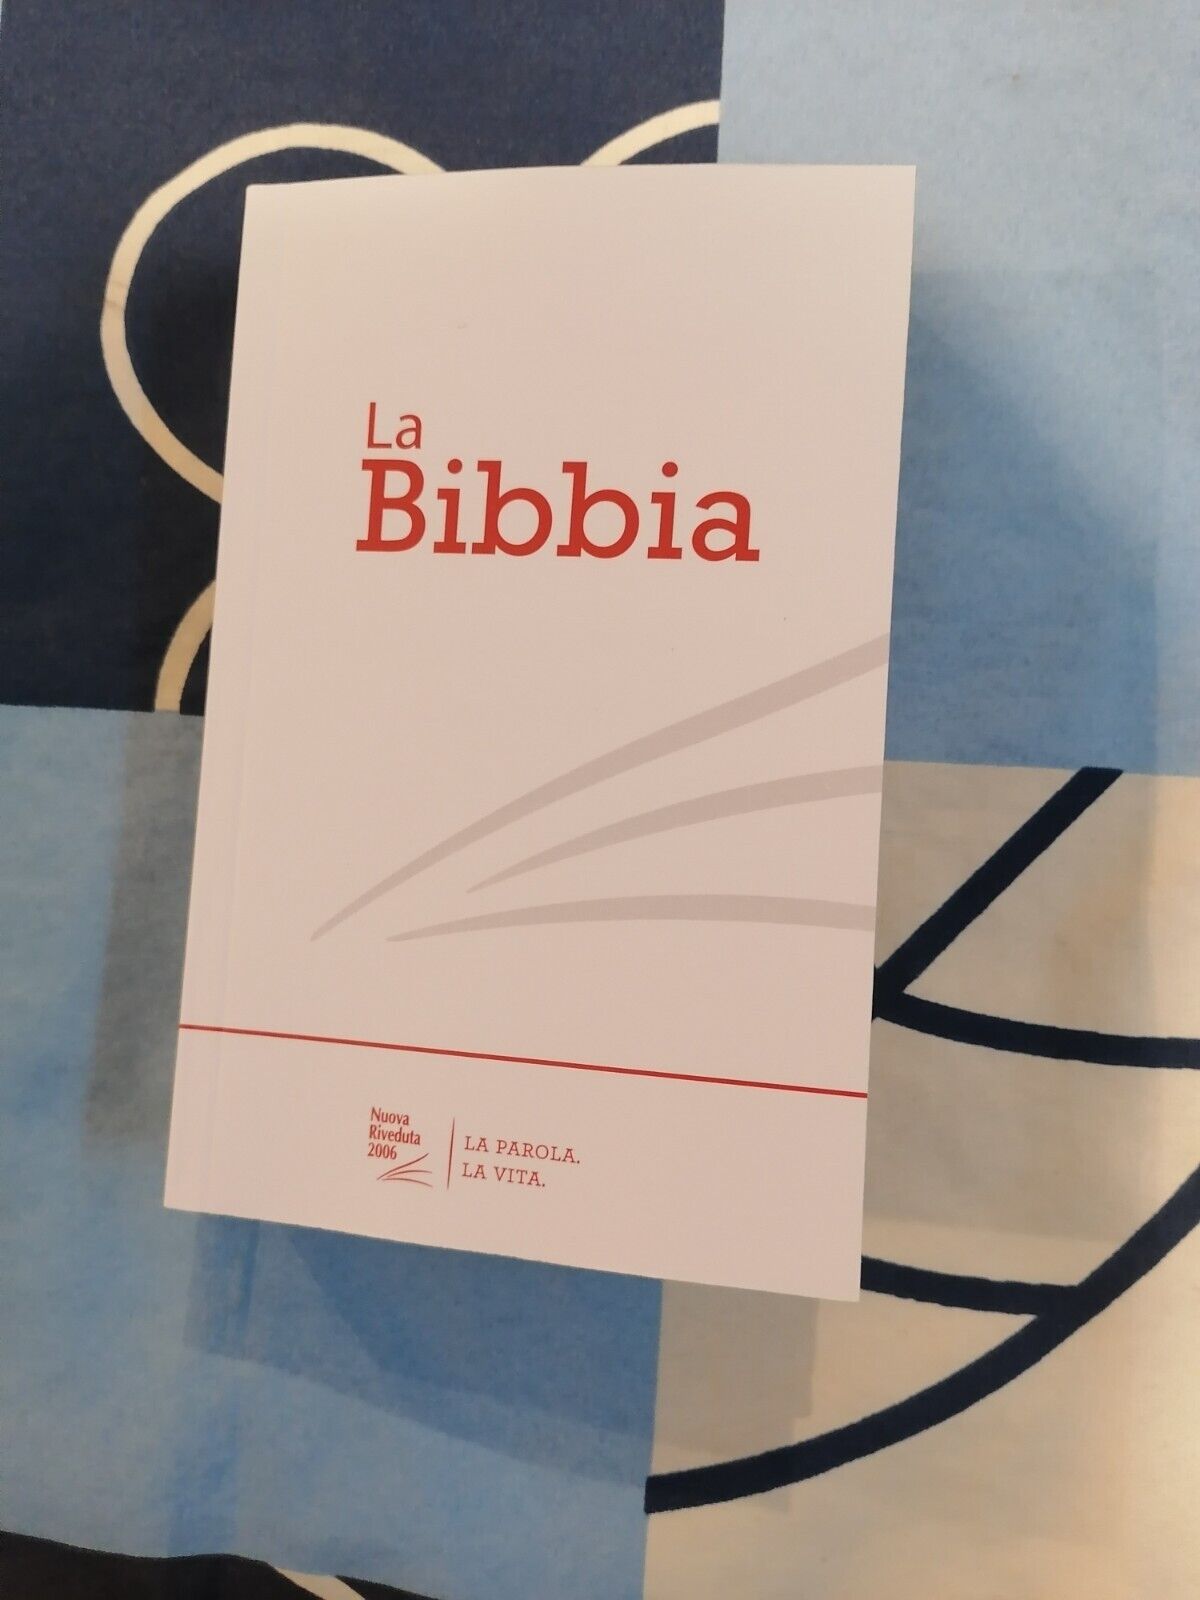 La
Bibbia
Nuova
Riveduta
2006
LA PAROLA.
LA VITA.